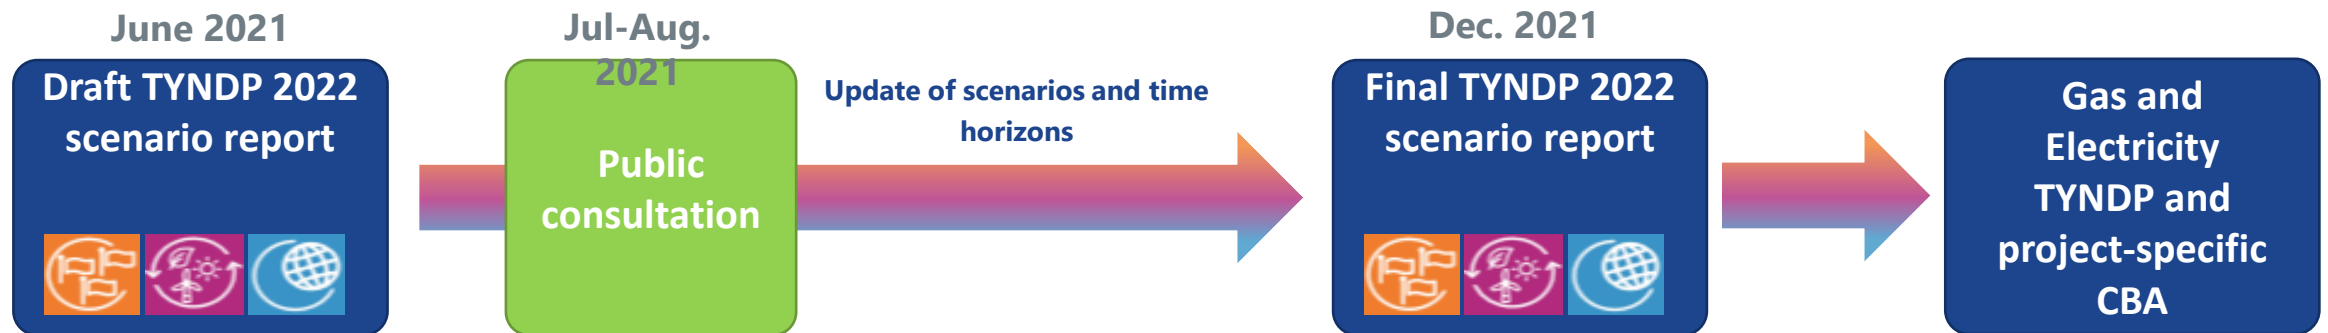 June 2021
Draft TYNDP 2022
scenario report
Jul-Aug.
2021
Public
consultation
Update of scenarios and time
horizons
Dec. 2021
Final TYNDP 2022
scenario report
Gas and
Electricity
TYNDP and
project-specific
CBA